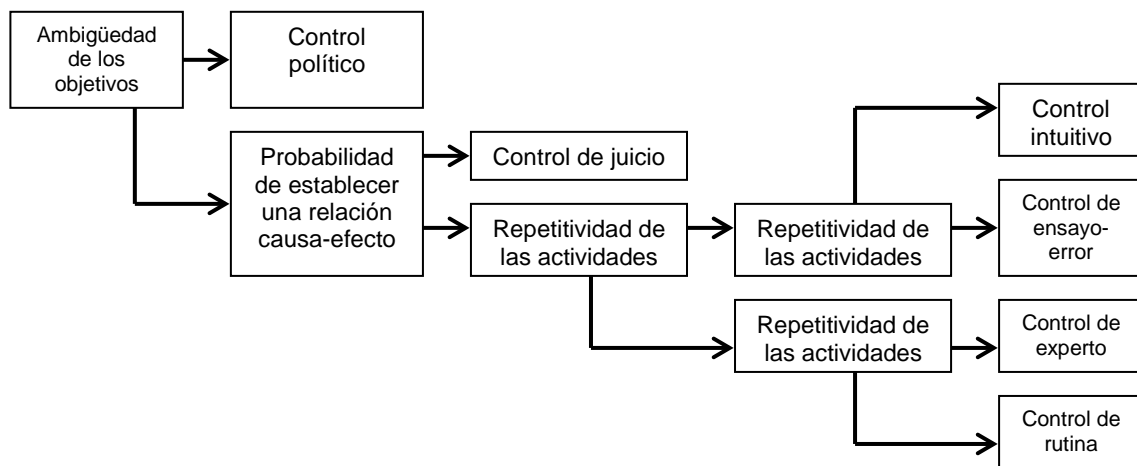 Ambigüedad
de los
objetivos
Control
político
Probabilidad
de establecer
una relación
causa-efecto
Control de juicio
Repetitividad de
las actividades
Repetitividad de
las actividades
Control
intuitivo
Control de
ensayo-
error
Repetitividad de
las actividades
Control de
experto
Control de
rutina